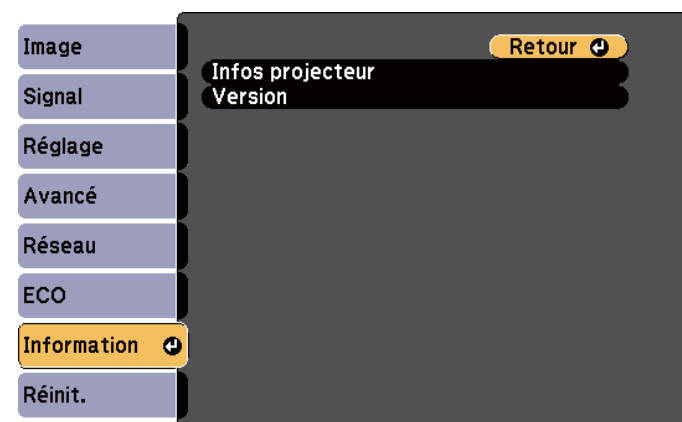 Image
Signal
Réglage
Avancé
Réseau
ECO
Information
Réinit.
Retour
Infos projecteur
Version